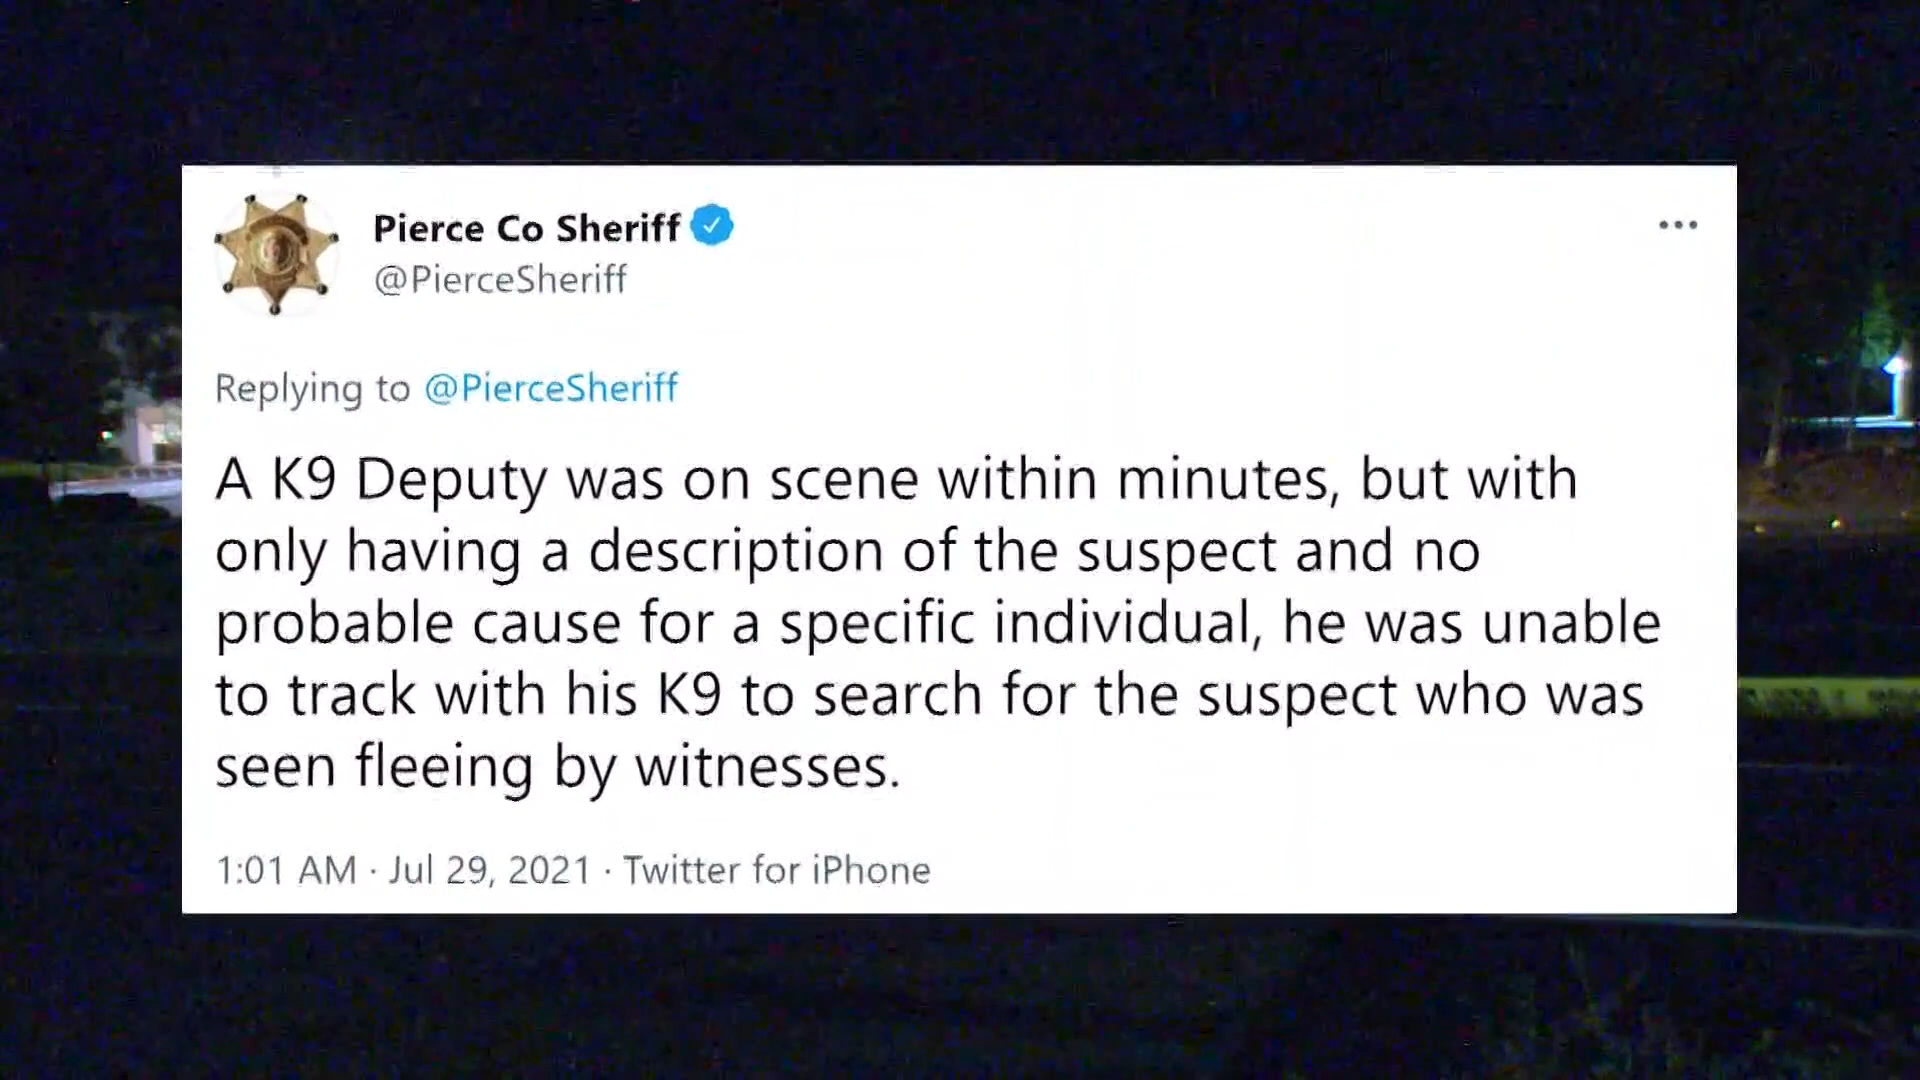 Pierce Co Sheriff
@PierceSheriff
Replying to @PierceSheriff
A K9 Deputy was on scene within minutes, but with
only having a description of the suspect and no
probable cause for a specific individual, he was unable
to track with his K9 to search for the suspect who was
seen fleeing by witnesses.
1:01 AM · Jul 29, 2021 · Twitter for iPhone